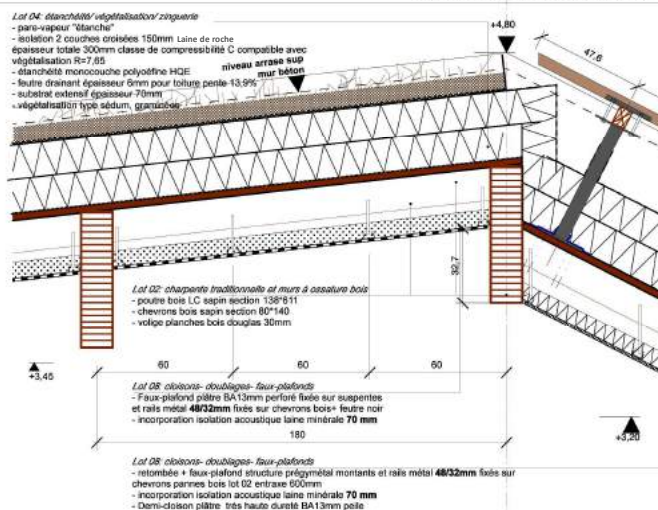 Lot 04: étanchéité/ végétalisation/ zinguerie
- pare-vapeur "étanche"
- isolation 2 couches croisées 150mm Laine de roche
épaisseur totale 300mm classe de compressibilité C compatible avec
végétalisation R=7,65
- étanchéité monocouche polyoéfine HQE
- feutre drainant épaisseur 6mm pour toiture pente 13,9%
- substrat extensif épaisseur 70mm
- végétalisation type sédum, graminées
niveau arrase sup
mur béton
+4,80
47,6
32,7
Lot 02: charpente traditionnelle et murs à ossature bois
- poutre bois LC sapin section 138*611
- chevrons bois sapin section 80*140
- volige planches bois douglas 30mm
+3,45
60
60
60
Lot 08: cloisons- doublages- faux-plafonds
- Faux-plafond plâtre BA13mm perforé fixée sur suspentes
et rails métal 48/32mm fixés sur chevrons bois+ feutre noir
- incorporation isolation acoustique laine minérale 70 mm
180
+3,20
Lot 08: cloisons- doublages- faux-plafonds
- retombée + faux-plafond structure prégymétal montants et rails métal 48/32mm fixés sur
chevrons pannes bois lot 02 entraxe 600mm
- incorporation isolation acoustique laine minérale 70 mm
- Demi-cloison plâtre très haute dureté BA13mm